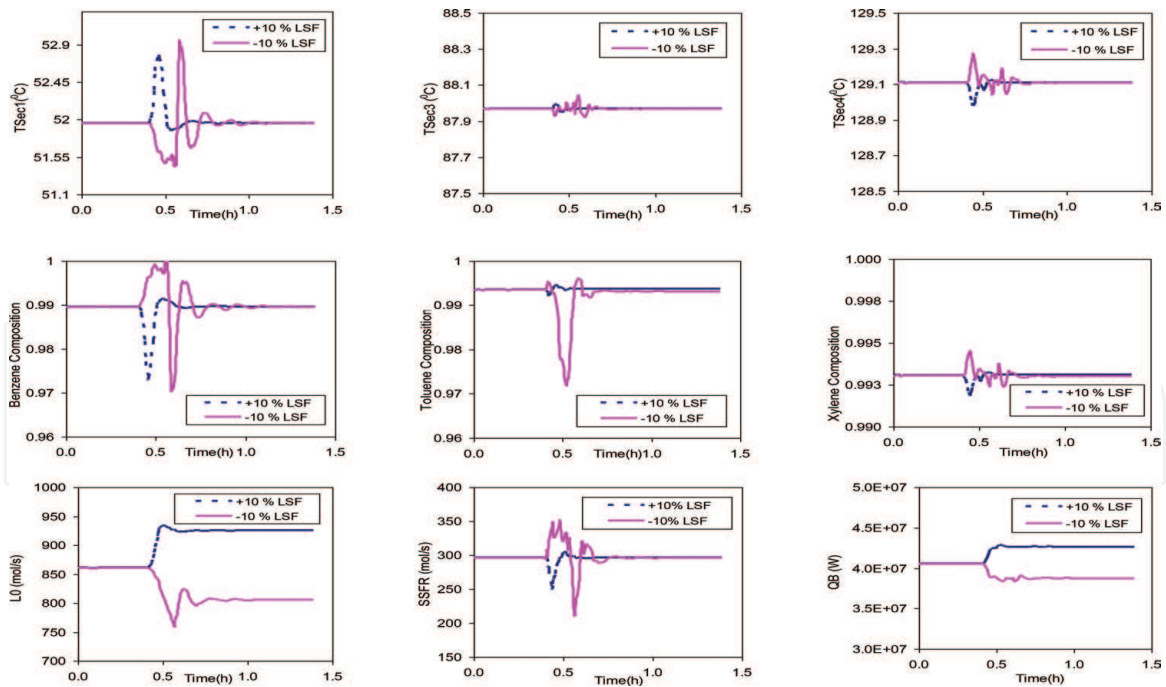 TSec1(⁰C)
52.9
52.45
52
51.55
51.1
+10 % LSF
-10 % LSF
0.0 0.5 1.0 1.5
Time(h)
TSec3 (⁰C)
88.5
88.3
88.1
87.9
87.7
87.5
+10 % LSF
-10 % LSF
0.0 0.5 1.0 1.5
Time(h)
TSec4(⁰C)
129.5
129.3
129.1
128.9
128.7
128.5
+10 % LSF
-10 % LSF
0.0 0.5 1.0 1.5
Time(h)
Benzene Composition
1
0.99
0.98
0.97
0.96
+10 % LSF
-10 % LSF
0.0 0.5 1.0 1.5
Time(h)
Toluene Composition
1
0.99
0.98
0.97
0.96
+10 % LSF
-10 % LSF
0.0 0.5 1.0 1.5
Time(h)
Xylene Composition
1.000
0.998
0.995
0.993
0.990
+10 % LSF
-10 % LSF
0.0 0.5 1.0 1.5
Time(h)
L0 (mol/s)
1000
950
900
850
800
750
700
+10 % LSF
-10 % LSF
0.0 0.5 1.0 1.5
Time(h)
SSFR (mol/s)
400
350
300
250
200
150
+10% LSF
-10% LSF
0.0 0.5 1.0 1.5
Time(h)
QB (W)
5.0E+07
4.5E+07
4.0E+07
3.5E+07
3.0E+07
+10 % LSF
-10 % LSF
0.0 0.5 1.0 1.5
Time(h)